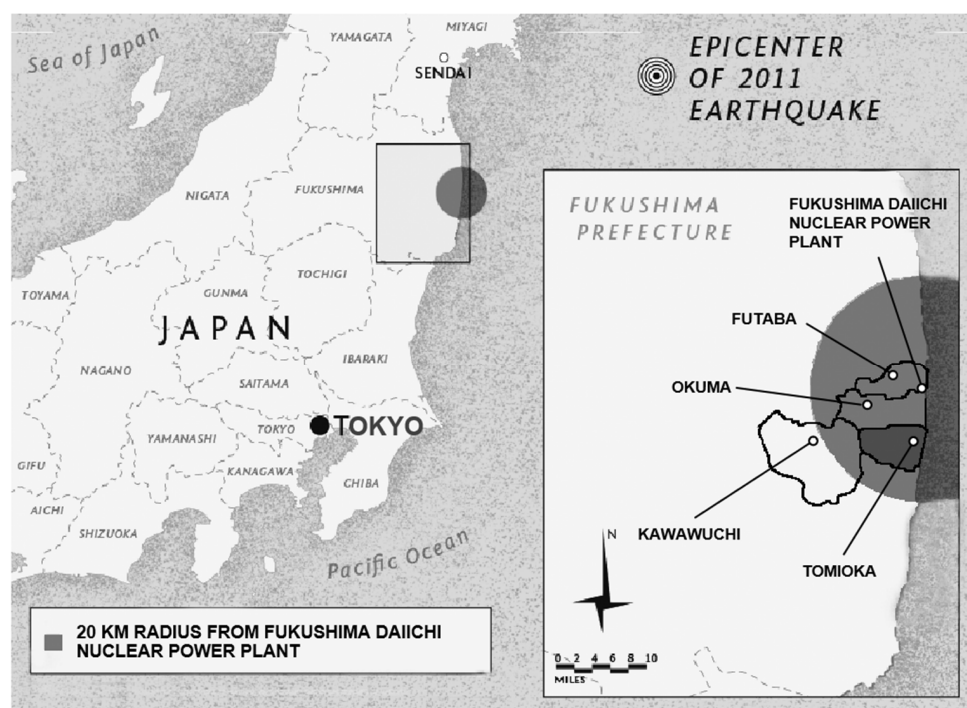 Sea of Japan
YAMAGATA
MIYAGI
SENDAI
EPICENTER
OF 2011
EARTHQUAKE
NIGATA
FUKUSHIMA
TOYAMA
GUNMA
TOCHIGI
JAPAN
NAGANO
IBARAKI
SAITAMA
TOKYO
TOKYO
YAMANASHI
GIFU
KANAGAWA
CHIBA
AICHI
SHIZUOKA
Pacific Ocean
20 KM RADIUS FROM FUKUSHIMA DAIICHI
NUCLEAR POWER PLANT
FUKUSHIMA
PREFECTURE
FUKUSHIMA DAIICHI
NUCLEAR POWER
PLANT
FUTABA
OKUMA
KAWAWUCHI
TOMIOKA
N
0 2 4 6 8 10
MILES